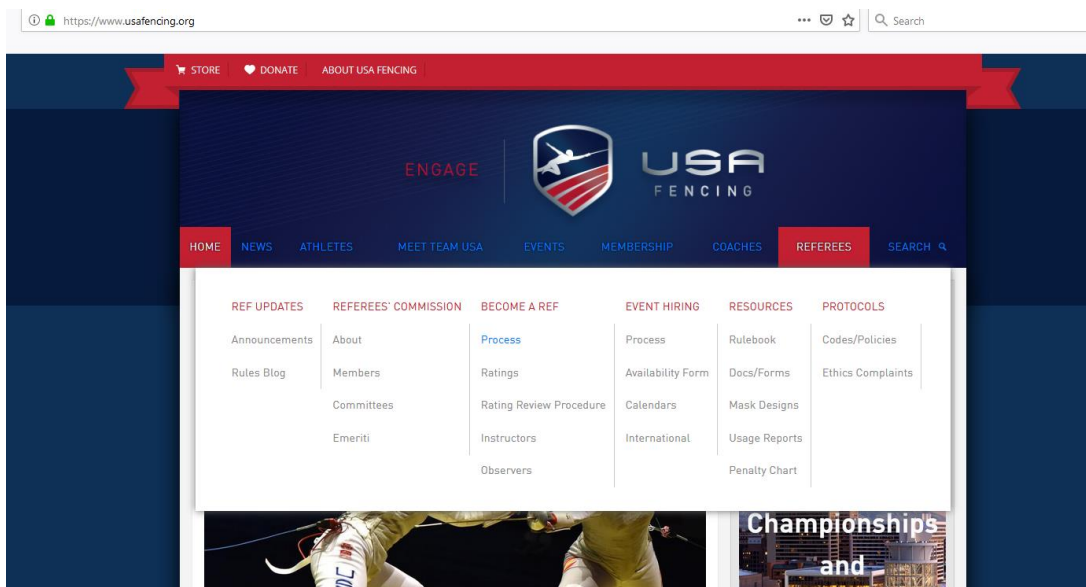 https://www.usafencing.org
Search
STORE DONATE ABOUT USA FENCING
ENGAGE
USA
FENCING
HOME NEWS ATHLETES MEET TEAM USA EVENTS MEMBERSHIP COACHES REFEREES SEARCH
REF UPDATES REFEREES' COMMISSION BECOME A REF EVENT HIRING RESOURCES PROTOCOLS
Announcements About Process Process Rulebook Codes/Policies
Rules Blog Members Ratings Availability Form Docs/Forms Ethics Complaints
Committees Rating Review Procedure Calendars Mask Designs
Emeriti Instructors International Usage Reports
Observers Penalty Chart
Championships
and